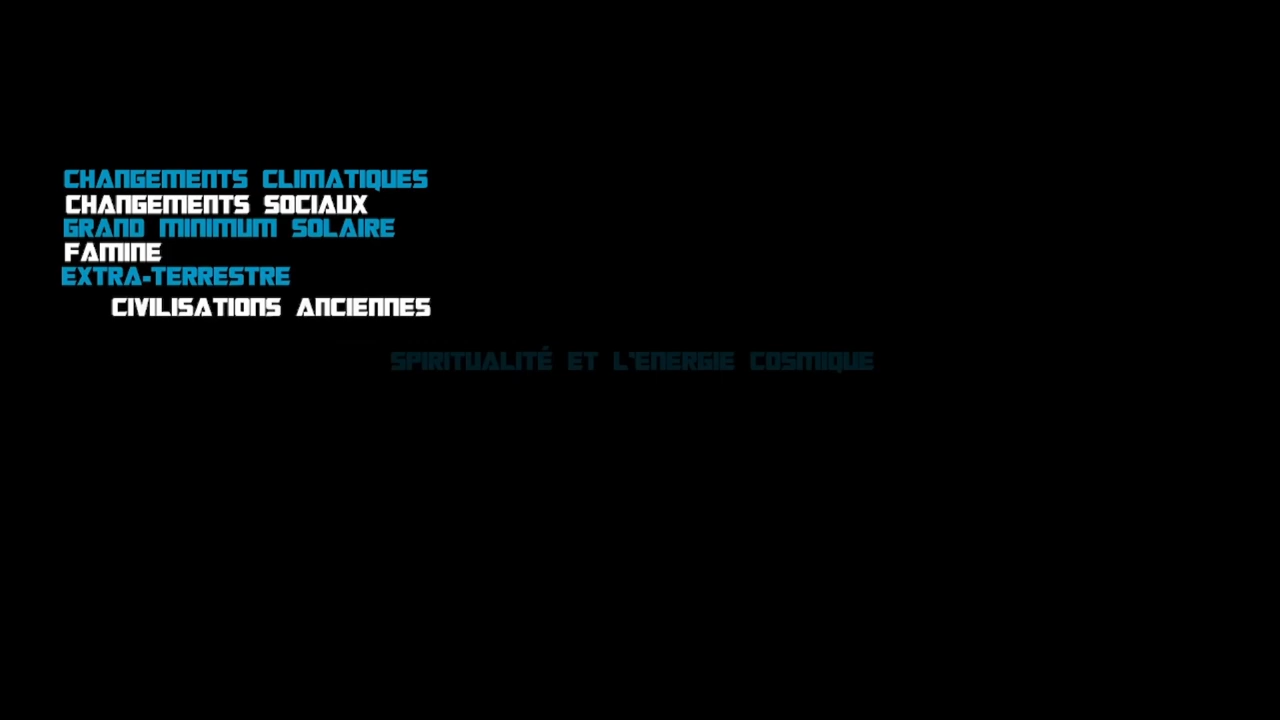 CHANGEMENTS CLIMATIQUES
CHANGEMENTS SOCIAUX
GRAND MINIMUM SOLAIRE
FAMINE
EXTRA-TERRESTRE
CIVILISATIONS ANCIENNES
SPIRITUALITÉ ET L'ENERGIE COSMIQUE